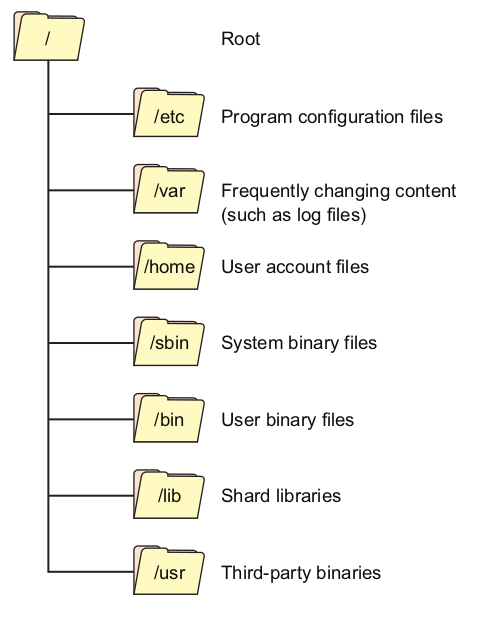 / Root
/etc Program configuration files
/var Frequently changing content
(such as log files)
/home User account files
/sbin System binary files
/bin User binary files
/lib Shard libraries
/usr Third-party binaries